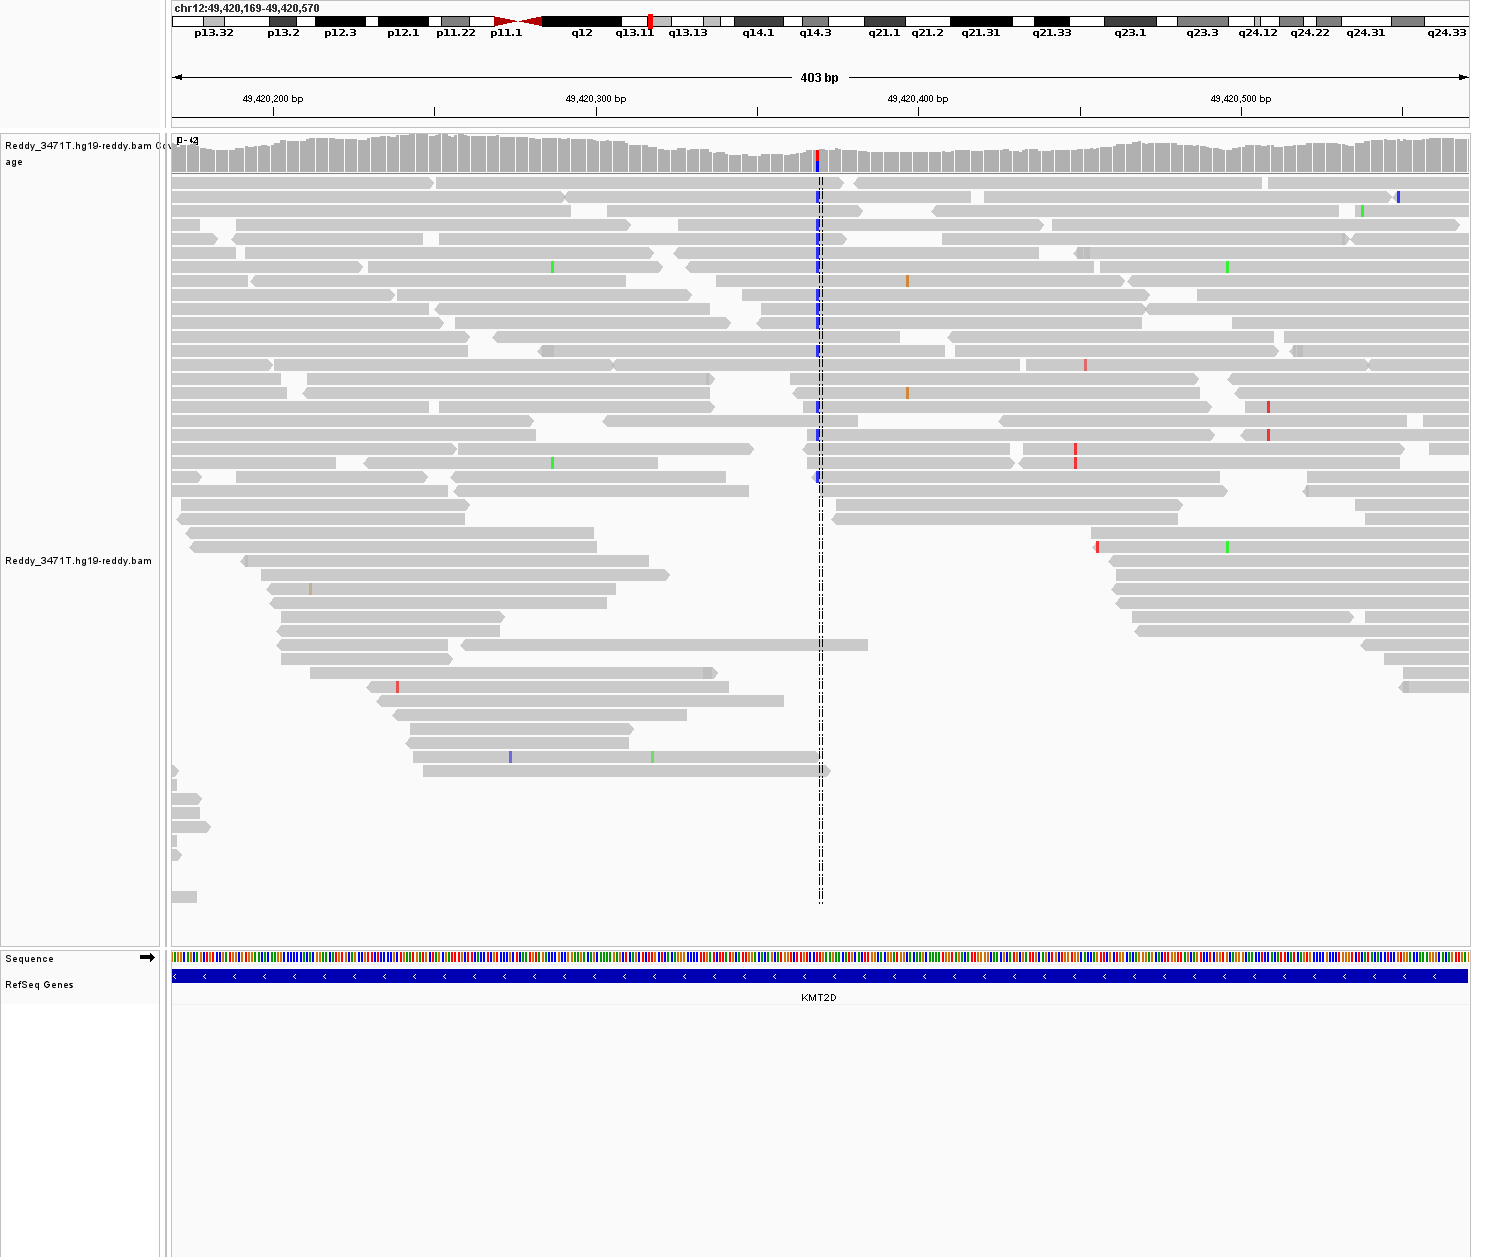 chr12:49,420,169-49,420,570
p13.32 p13.2 p12.3 p12.1 p11.22 p11.1 q12 q13.11 q13.13 q14.1 q14.3 q21.1 q21.2 q21.31 q21.33 q23.1 q23.3 q24.12 q24.22 q24.31 q24.33
403 bp
49,420,200 bp 49,420,300 bp 49,420,400 bp 49,420,500 bp
[0 - 42]
Reddy_3471T.hg19-reddy.bam Cov
age
Reddy_3471T.hg19-reddy.bam
Sequence
RefSeq Genes
KMT2D